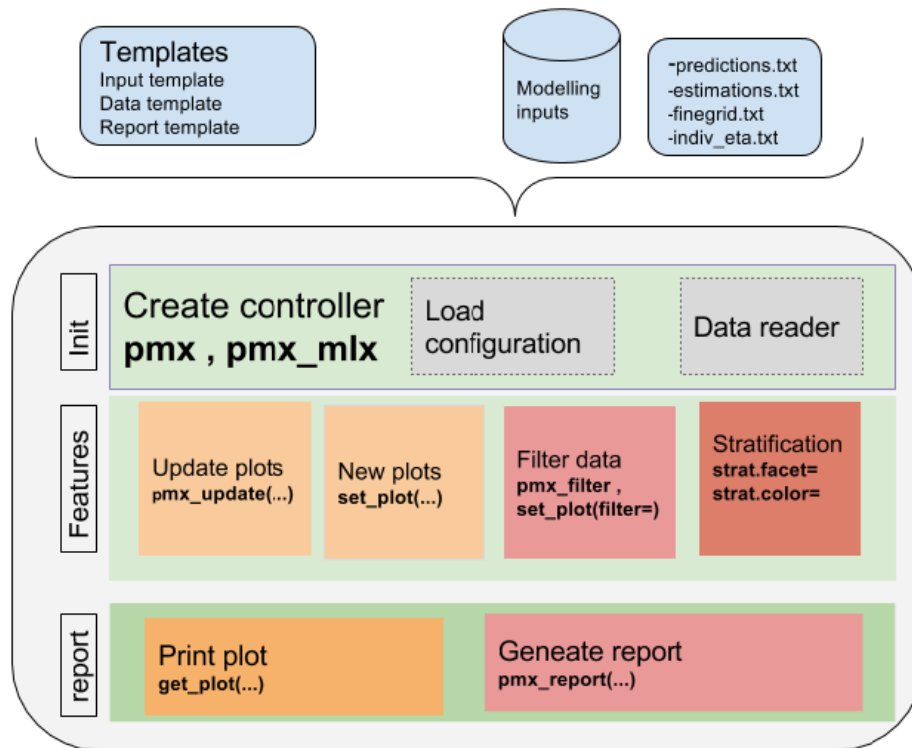 Templates
Input template
Data template
Report template
Modelling
inputs
-predictions.txt
-estimations.txt
-finegrid.txt
-indiv_eta.txt
Init
Create controller
pmx , pmx_mlx
Load
configuration
Data reader
Features
Update plots
pmx_update(...)
New plots
set_plot(...)
Filter data
pmx_filter ,
set_plot(filter=)
Stratification
strat.facet=
strat.color=
report
Print plot
get_plot(...)
Geneate report
pmx_report(...)